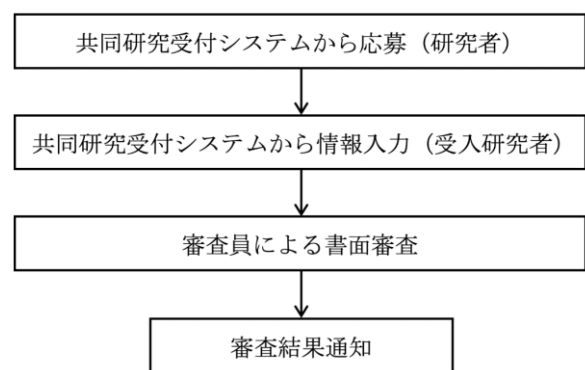 共同研究受付システムから応募（研究者）
共同研究受付システムから情報入力（受入研究者）
審査員による書面審査
審査結果通知